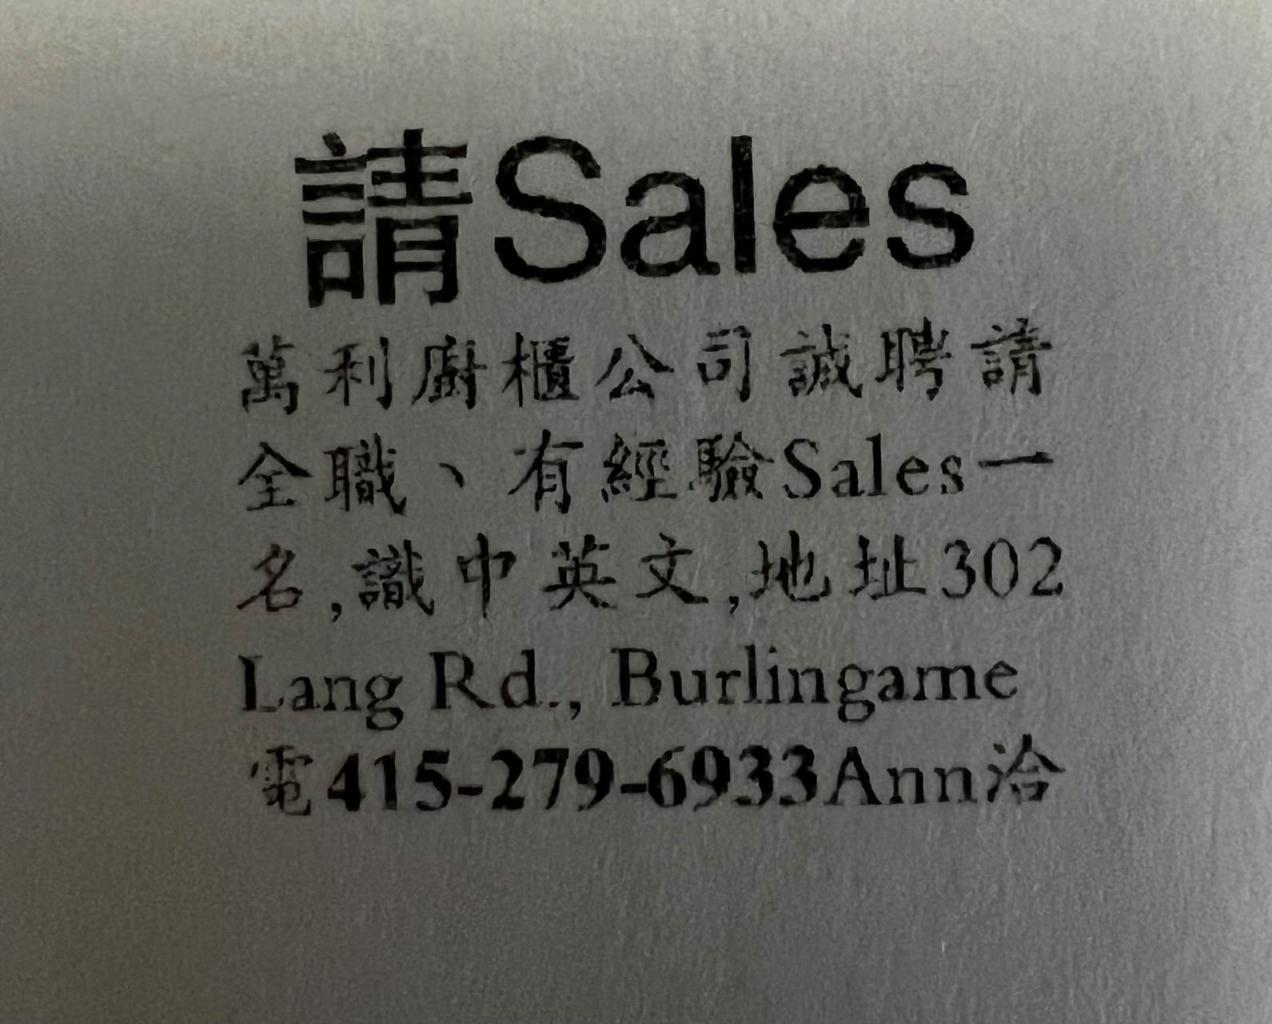 請Sales
萬利廚櫃公司誠聘請
全職、有經驗Sales一
名,識中英文,地址302
Lang Rd., Burlingame
電415-279-6933Ann洽